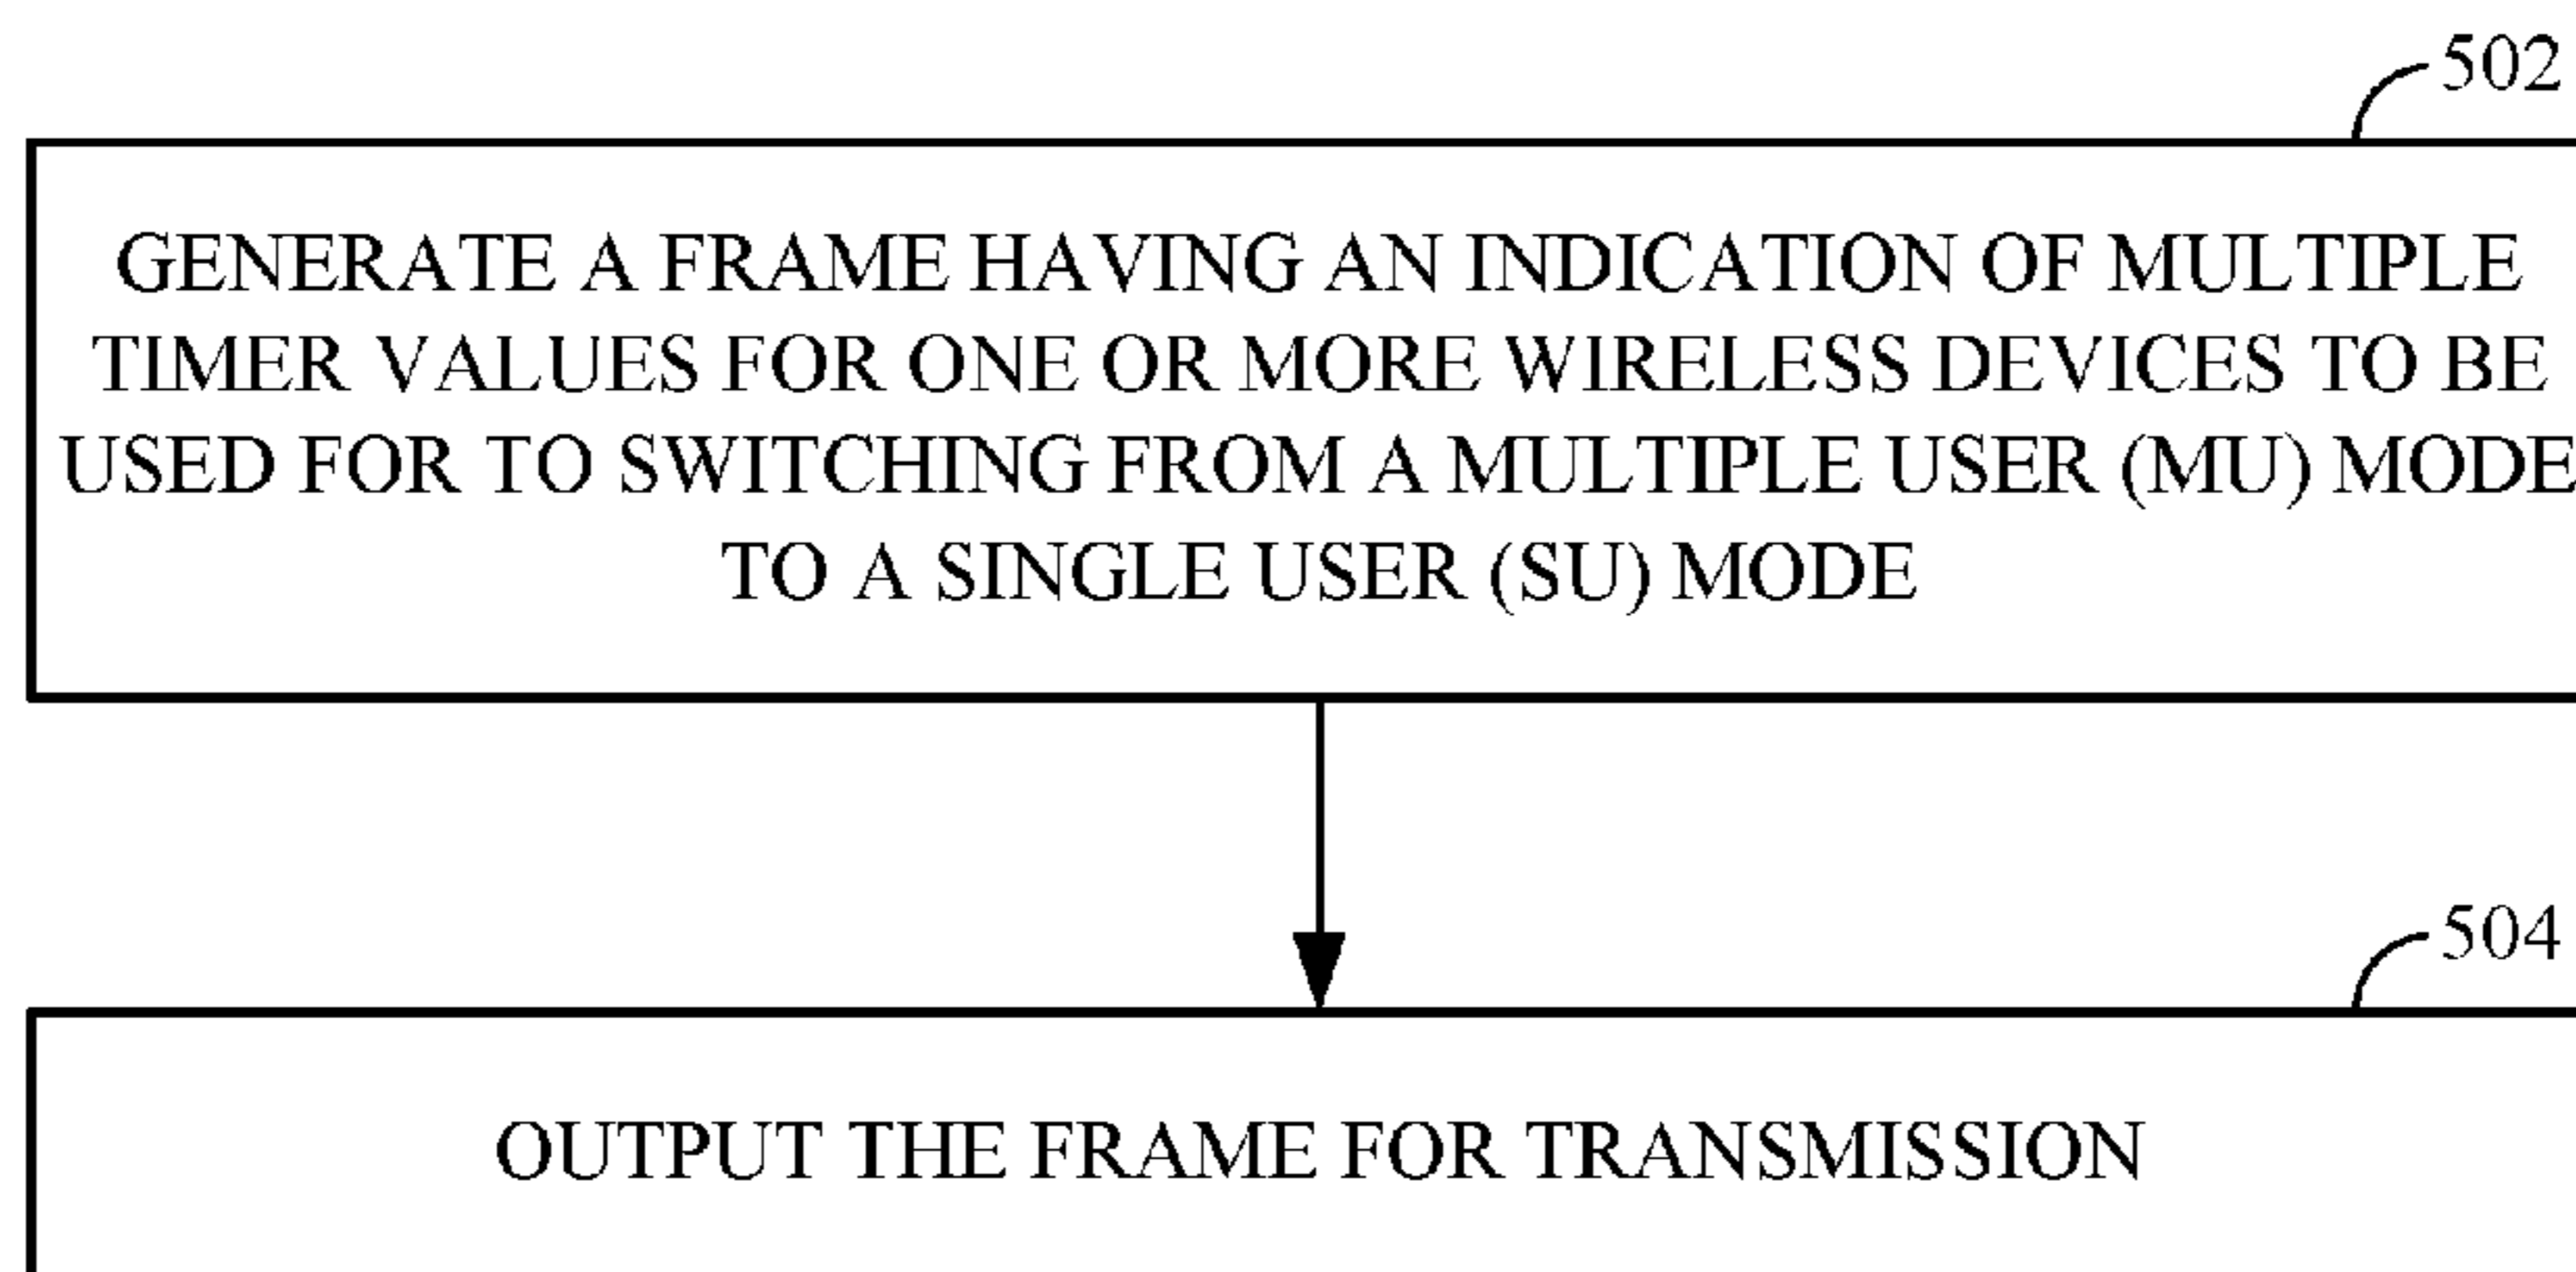 502
GENERATE A FRAME HAVING AN INDICATION OF MULTIPLE
TIMER VALUES FOR ONE OR MORE WIRELESS DEVICES TO BE
USED FOR TO SWITCHING FROM A MULTIPLE USER (MU) MODE
TO A SINGLE USER (SU) MODE
504
OUTPUT THE FRAME FOR TRANSMISSION